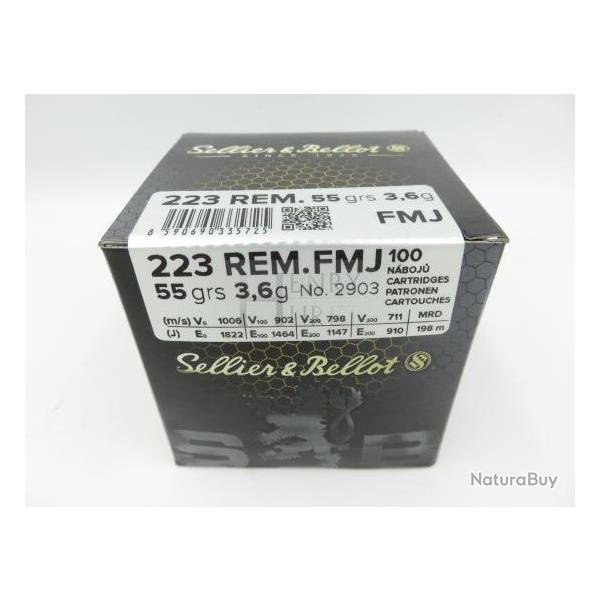 Sellier & Bellot S&B
SINCE 1825
223 REM. 55 grs 3,6g
FMJ
8 590690 335725
223 REM. FMJ 100
NÁBOJŮ
CARTRIDGES
PATRONEN
CARTOUCHES
55 grs 3,6g No. 2903
HENRY
(m/s) V0 1006 V100 902 V200 798 V300 711 MRD
(J) E0 1822 E100 1464 E200 1147 E300 910 198 m
Sellier & Bellot
S B
NaturaBuy